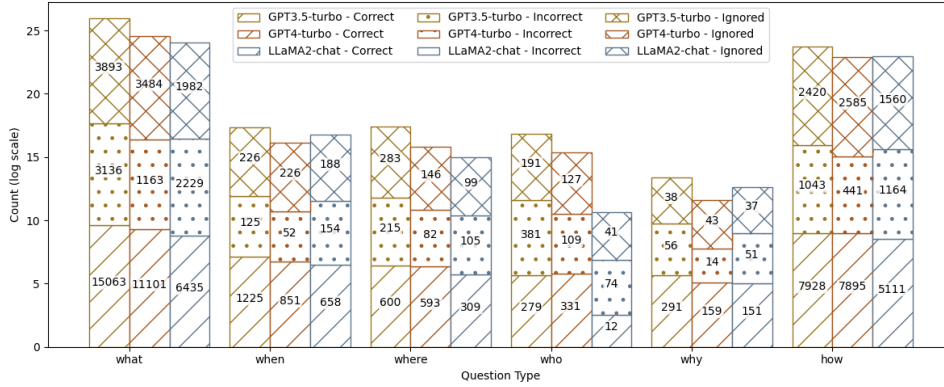 GPT3.5-turbo - Correct GPT3.5-turbo - Incorrect GPT3.5-turbo - Ignored
GPT4-turbo - Correct GPT4-turbo - Incorrect GPT4-turbo - Ignored
LLaMA2-chat - Correct LLaMA2-chat - Incorrect LLaMA2-chat - Ignored
Count (log scale)
25
20
15
10
5
0
3893 3484 1982
3136 1163 2229
15063 11101 6435
226 226 188
125 52 154
1225 851 658
283 146 99
215 82 105
600 593 309
191 127 41
381 109 74
279 331 12
38 43 37
56 14 51
291 159 151
2420 2585 1560
1043 441 1164
7928 7895 5111
what when where who why how
Question Type